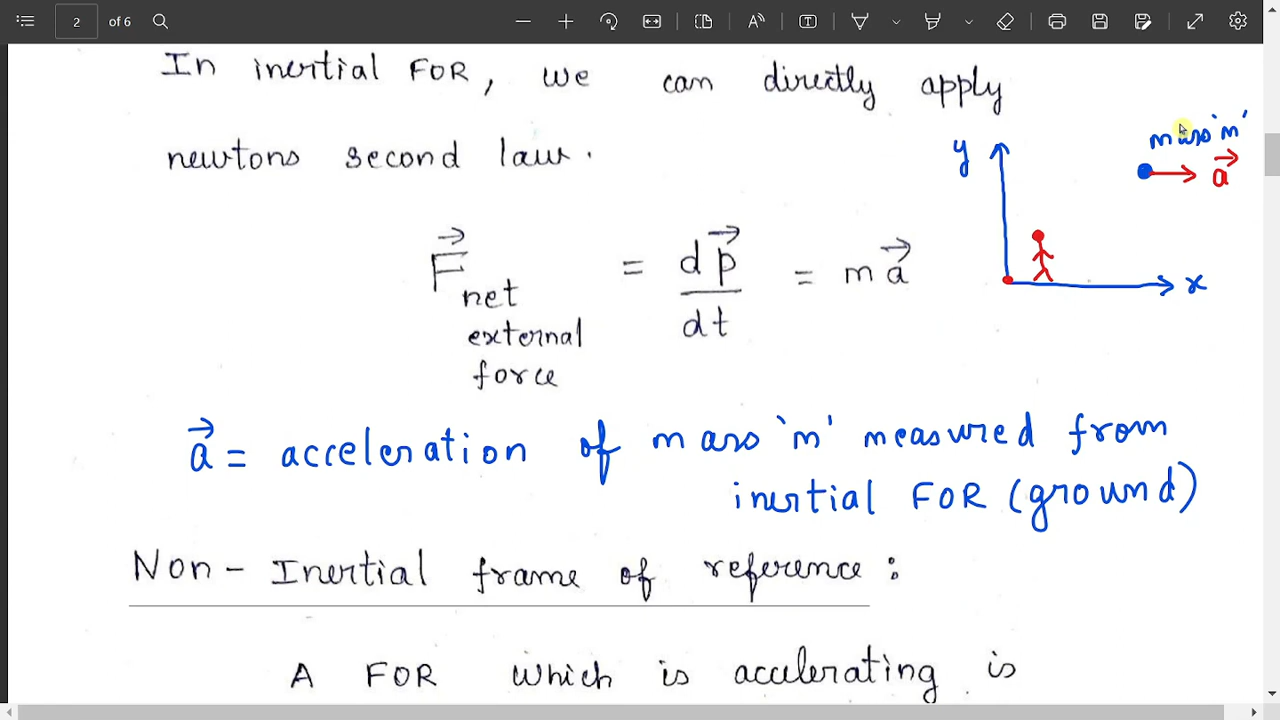 2 of 6
In inertial FOR, we can directly apply
newtons second law.
mass 'm'
a⃗
y
x
F⃗ net external force = dp⃗/dt = ma⃗
a⃗ = acceleration of mass 'm' measured from
inertial FOR (ground)
Non-Inertial frame of reference :
A FOR which is accelerating is